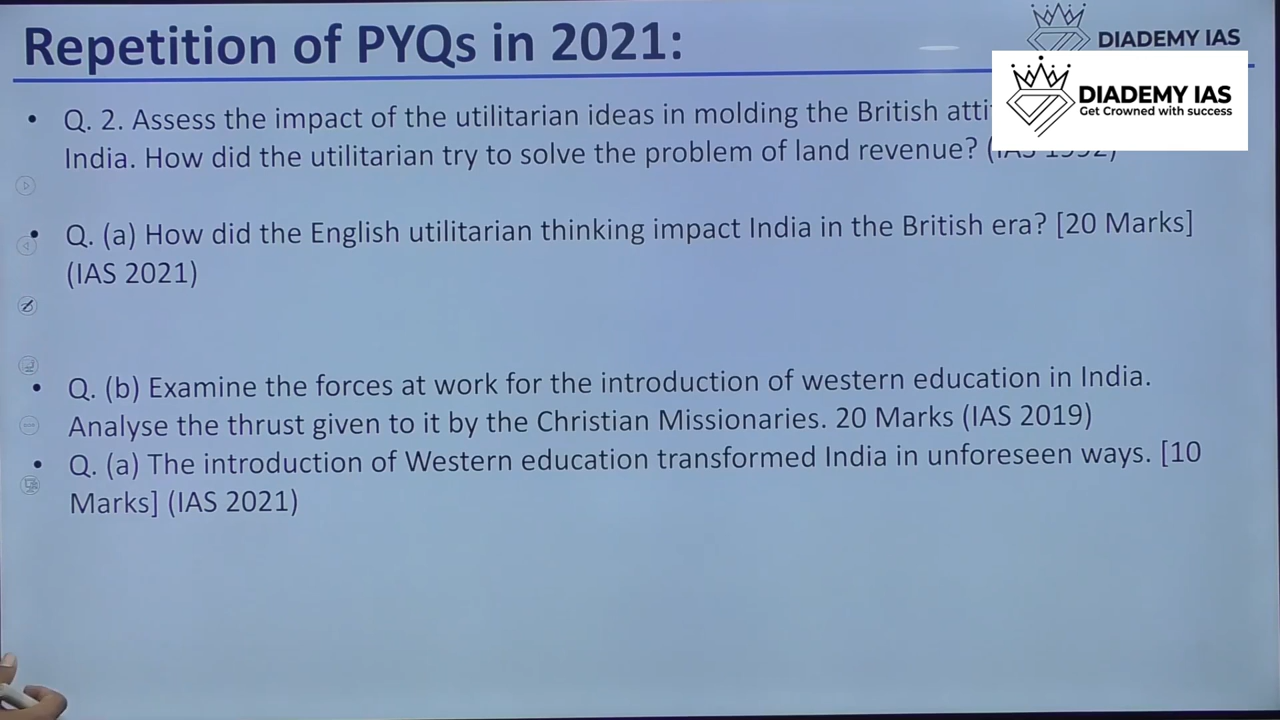 Repetition of PYQs in 2021:
DIADEMY IAS
DIADEMY IAS
Get Crowned with success
• Q. 2. Assess the impact of the utilitarian ideas in molding the British
India. How did the utilitarian try to solve the problem of land revenue?
• Q. (a) How did the English utilitarian thinking impact India in the British era? [20 Marks]
(IAS 2021)
• Q. (b) Examine the forces at work for the introduction of western education in India.
Analyse the thrust given to it by the Christian Missionaries. 20 Marks (IAS 2019)
• Q. (a) The introduction of Western education transformed India in unforeseen ways. [10
Marks] (IAS 2021)